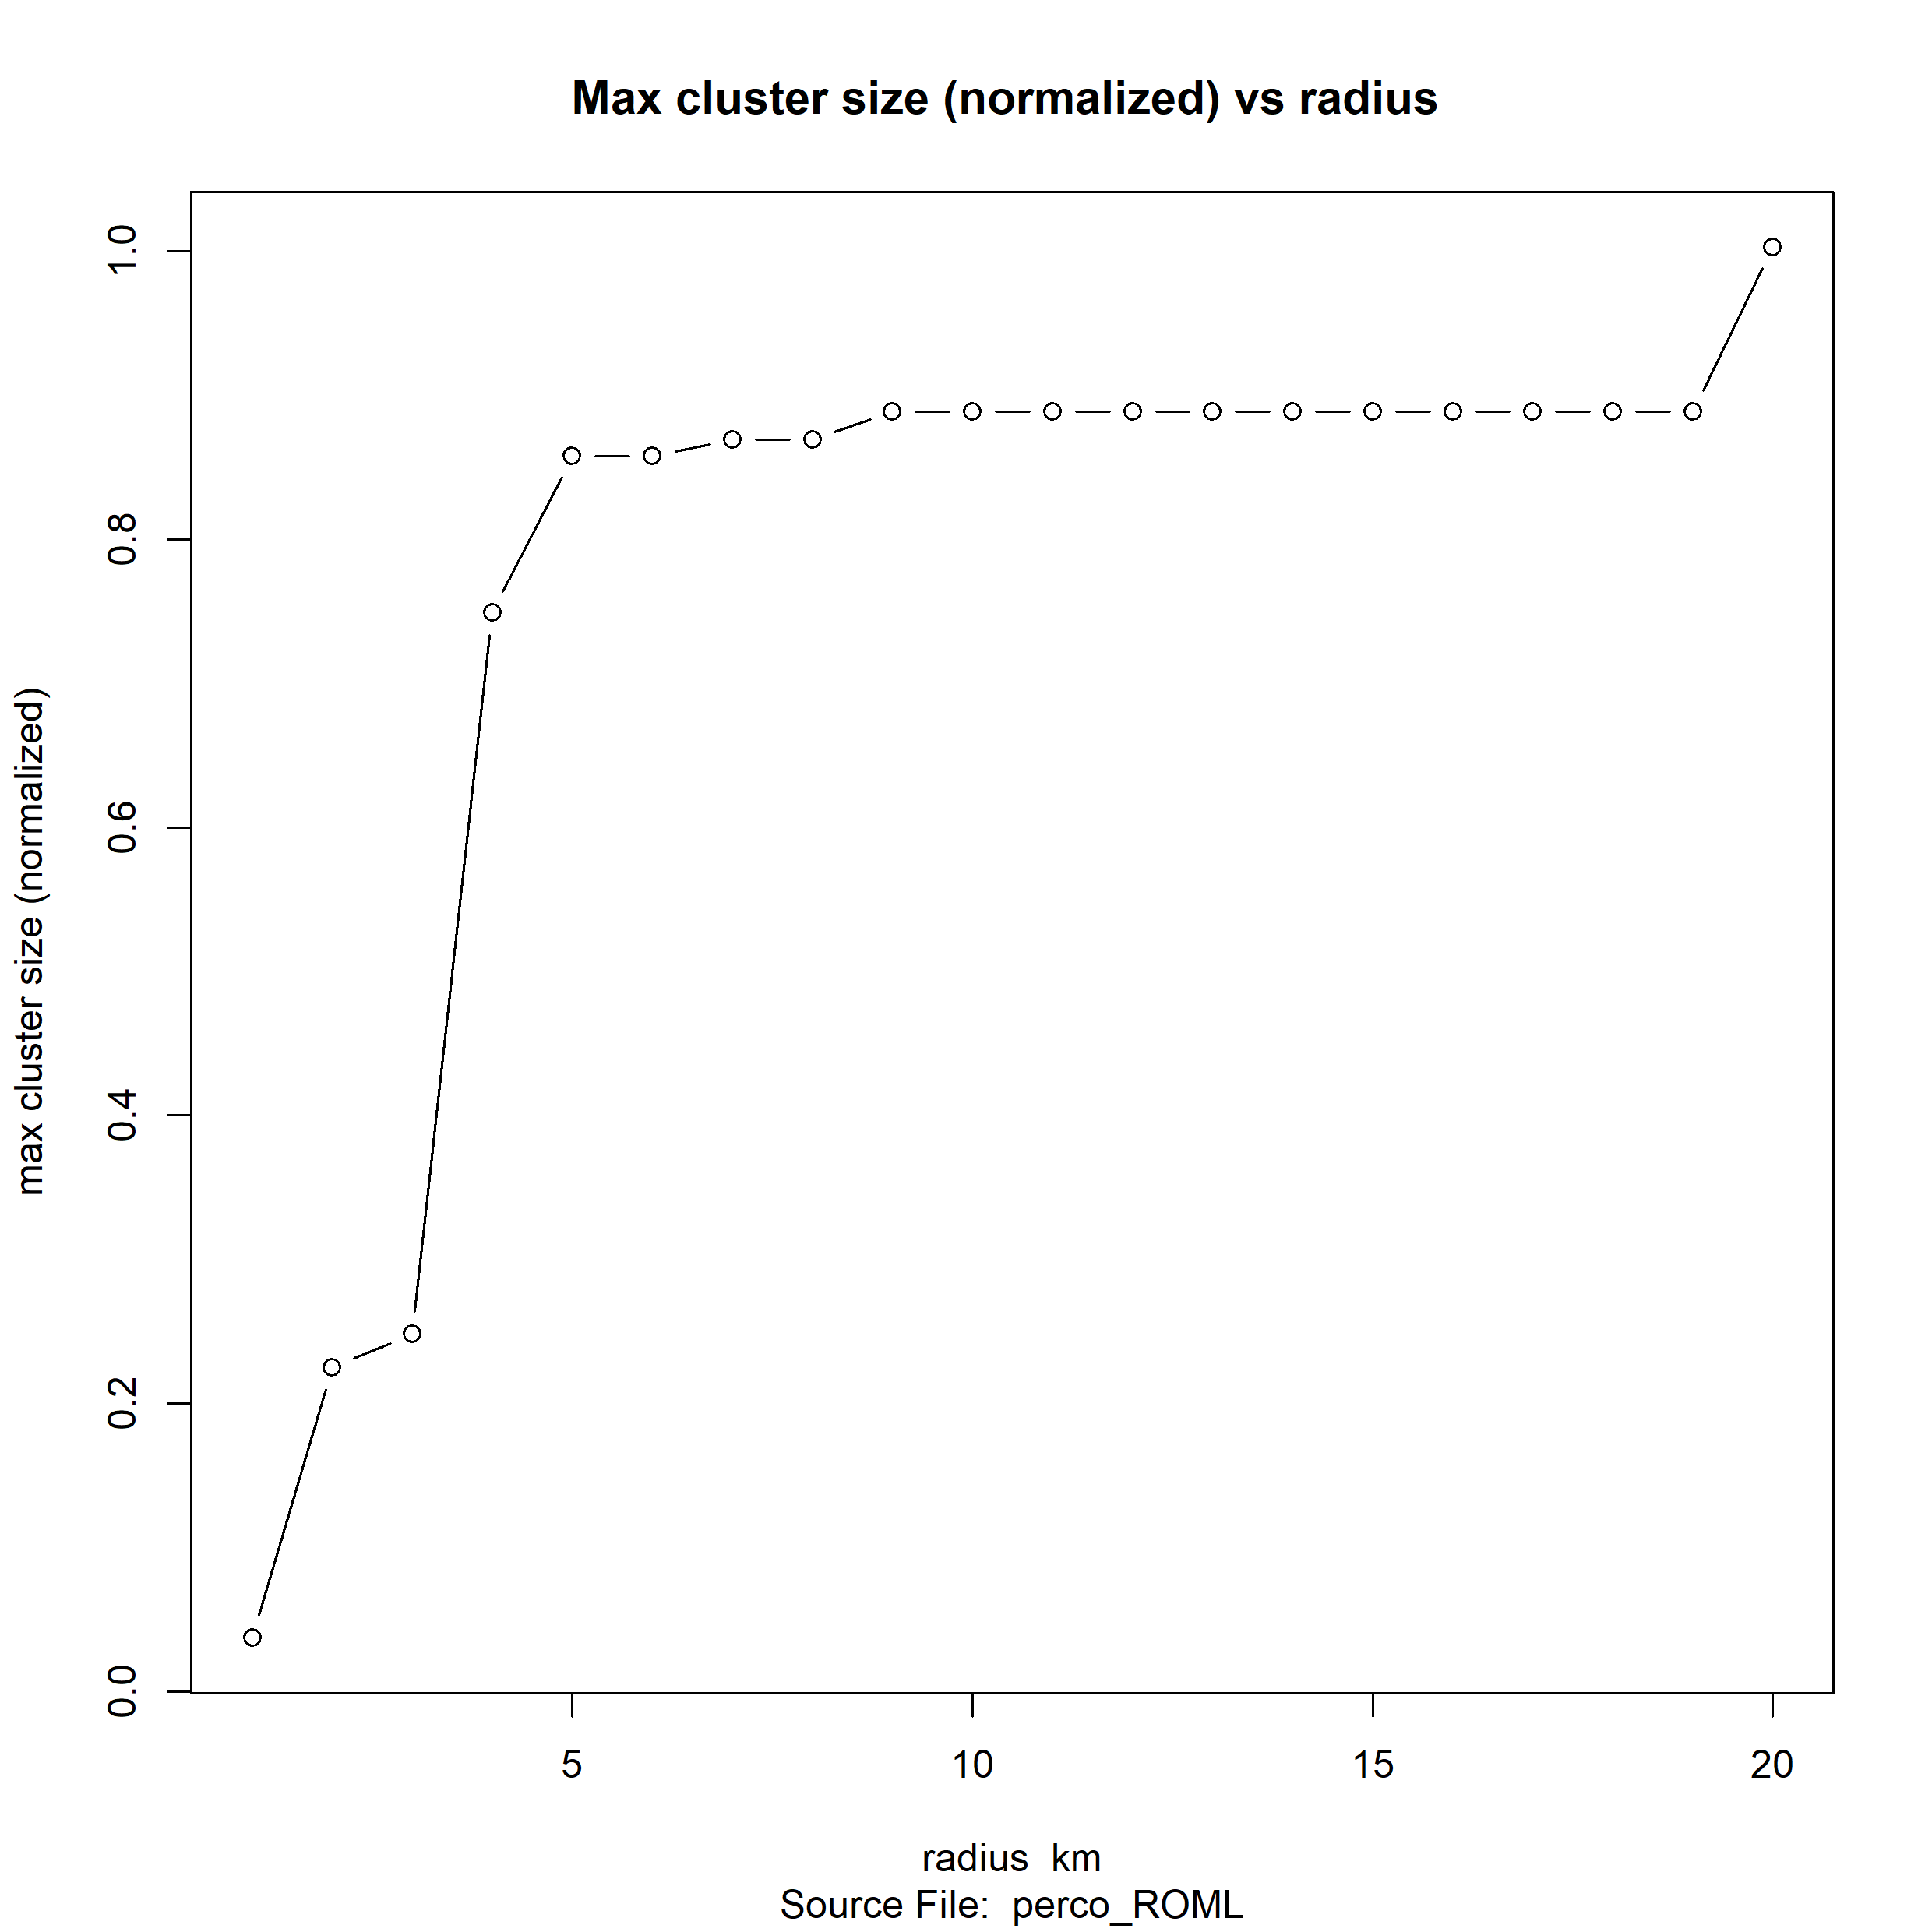 Max cluster size (normalized) vs radius
max cluster size (normalized)
1.0
0.8
0.6
0.4
0.2
0.0
5 10 15 20
radius  km
Source File:  perco_ROML